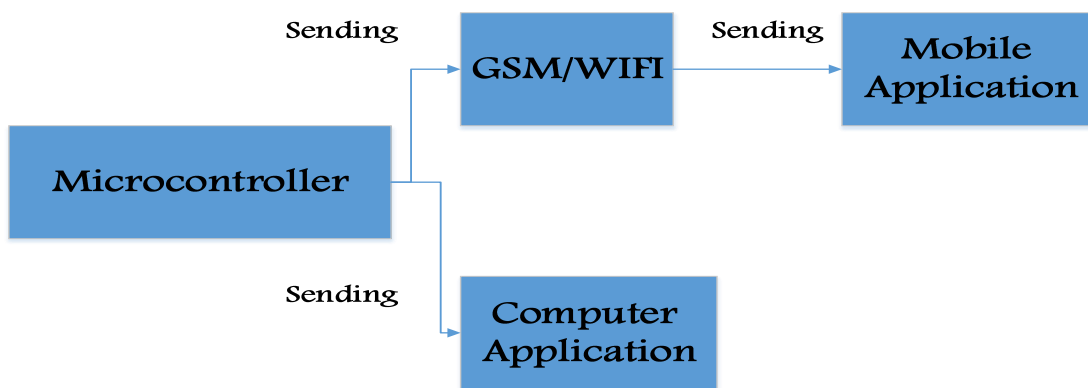 Sending
Sending
GSM/WIFI
Mobile
Application
Microcontroller
Sending
Computer
Application